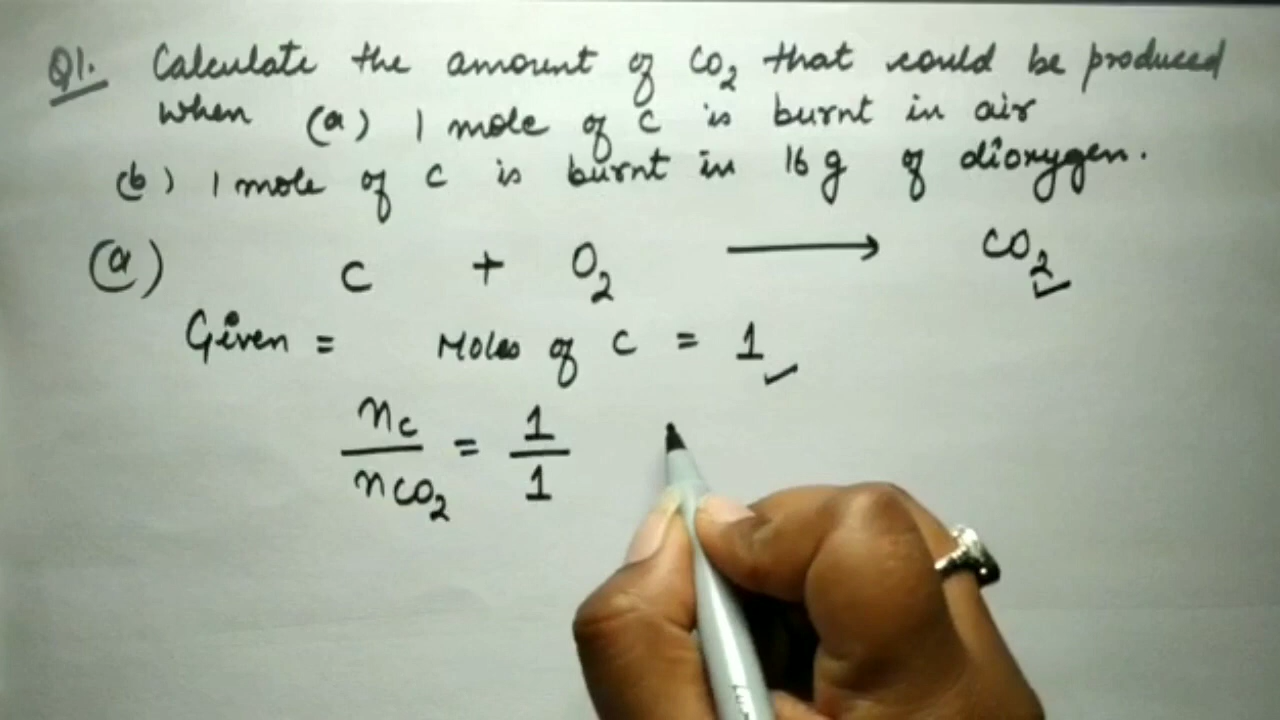 Q1. Calculate the amount of CO2 that could be produced
when (a) 1 mole of C is burnt in air
(b) 1 mole of C is burnt in 16 g of dioxygen.
(a) C + O2 ⟶ CO2 ✓
Given = Moles of C = 1 ✓
nC / nCO2 = 1 / 1